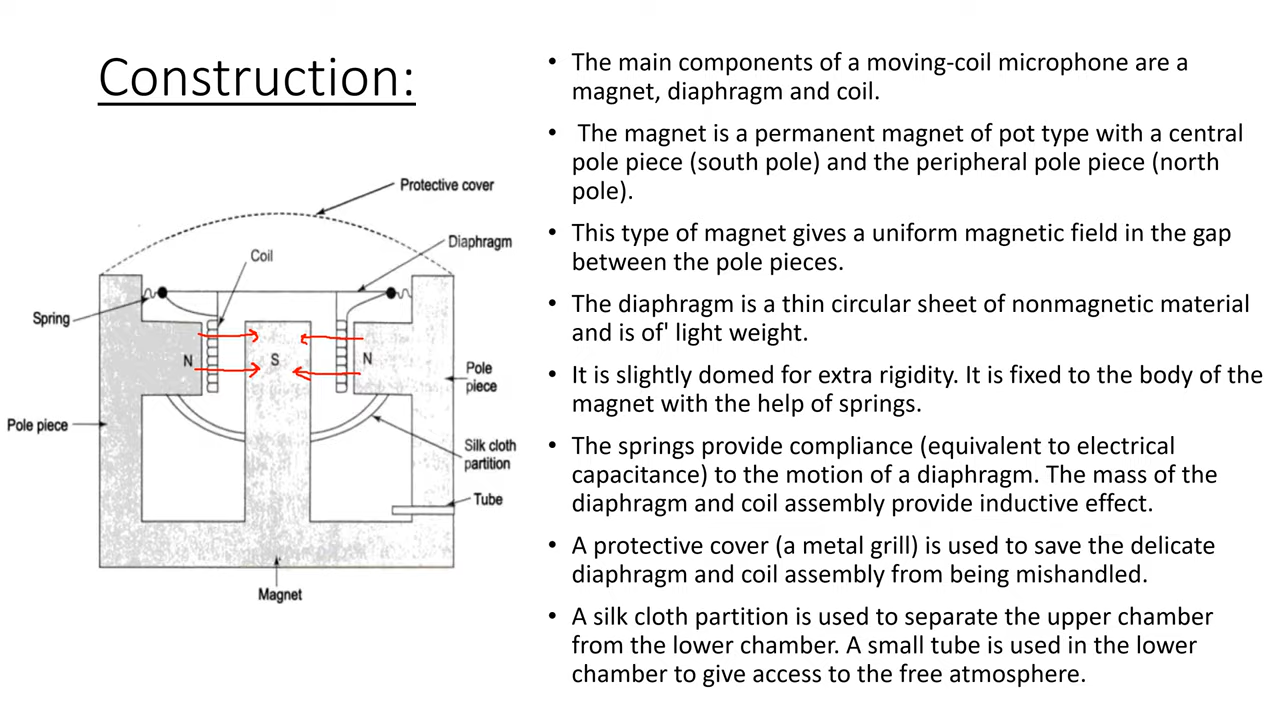 Construction:
Protective cover
Diaphragm
Coil
Spring
N
S
N
Pole
piece
Pole piece
Silk cloth
partition
Tube
Magnet
• The main components of a moving-coil microphone are a
magnet, diaphragm and coil.
• The magnet is a permanent magnet of pot type with a central
pole piece (south pole) and the peripheral pole piece (north
pole).
• This type of magnet gives a uniform magnetic field in the gap
between the pole pieces.
• The diaphragm is a thin circular sheet of nonmagnetic material
and is of' light weight.
• It is slightly domed for extra rigidity. It is fixed to the body of the
magnet with the help of springs.
• The springs provide compliance (equivalent to electrical
capacitance) to the motion of a diaphragm. The mass of the
diaphragm and coil assembly provide inductive effect.
• A protective cover (a metal grill) is used to save the delicate
diaphragm and coil assembly from being mishandled.
• A silk cloth partition is used to separate the upper chamber
from the lower chamber. A small tube is used in the lower
chamber to give access to the free atmosphere.